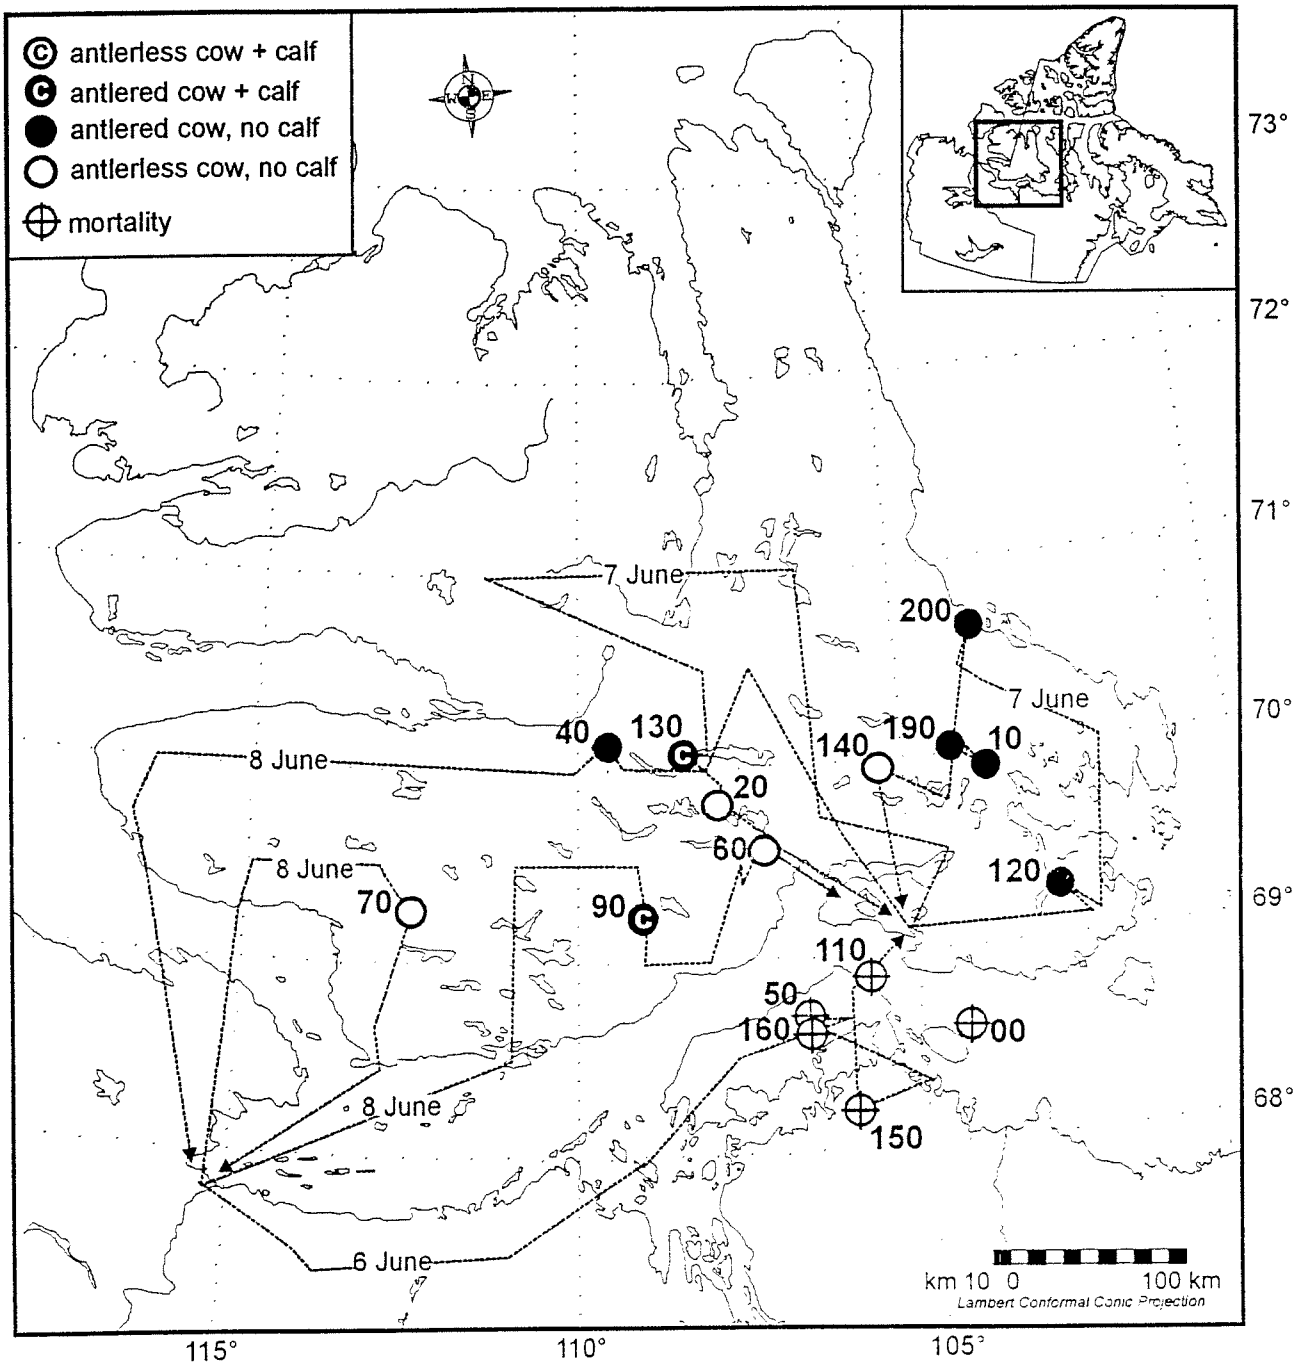 C antlerless cow + calf
C antlered cow + calf
antlered cow, no calf
antlerless cow, no calf
mortality
N
W E
S
73°
72°
71°
7 June
200
7 June
70°
40 130 190 10
140
8 June
20
60
8 June
120
69°
70
90
110
50
160 00
8 June
68°
150
6 June
km 10 0 100 km
Lambert Conformal Conic Projection
115° 110° 105°